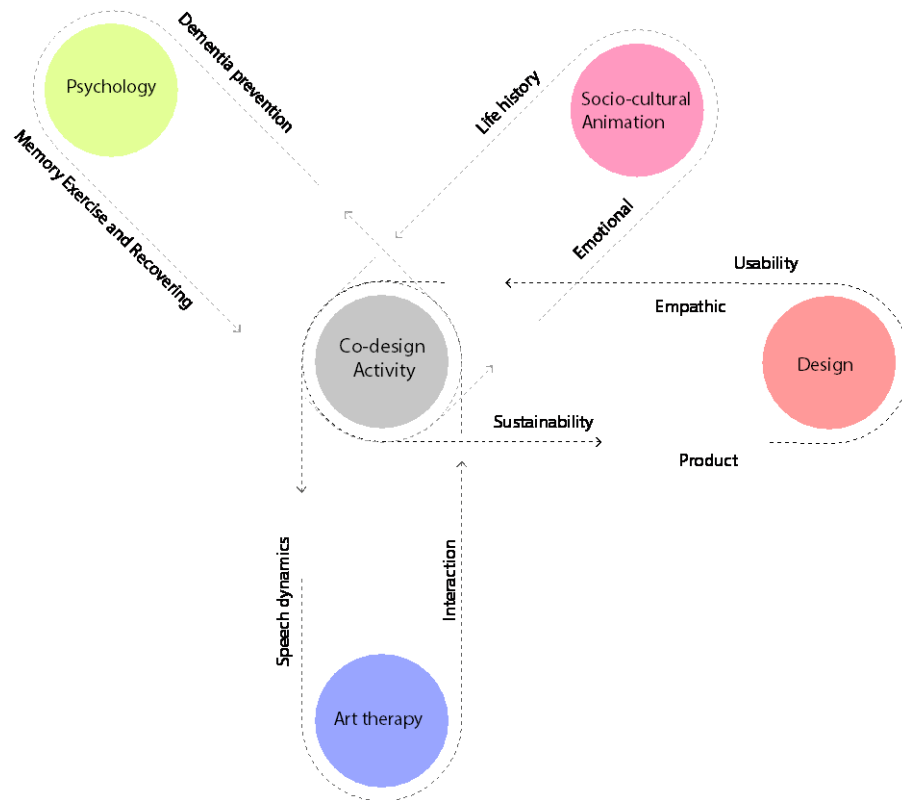 Dementia prevention
Psychology
Memory Exercise and Recovering
Life history
Socio-cultural
Animation
Emotional
Usability
Empathic
Co-design
Activity
Design
Sustainability
Product
Speech dynamics
Interaction
Art therapy